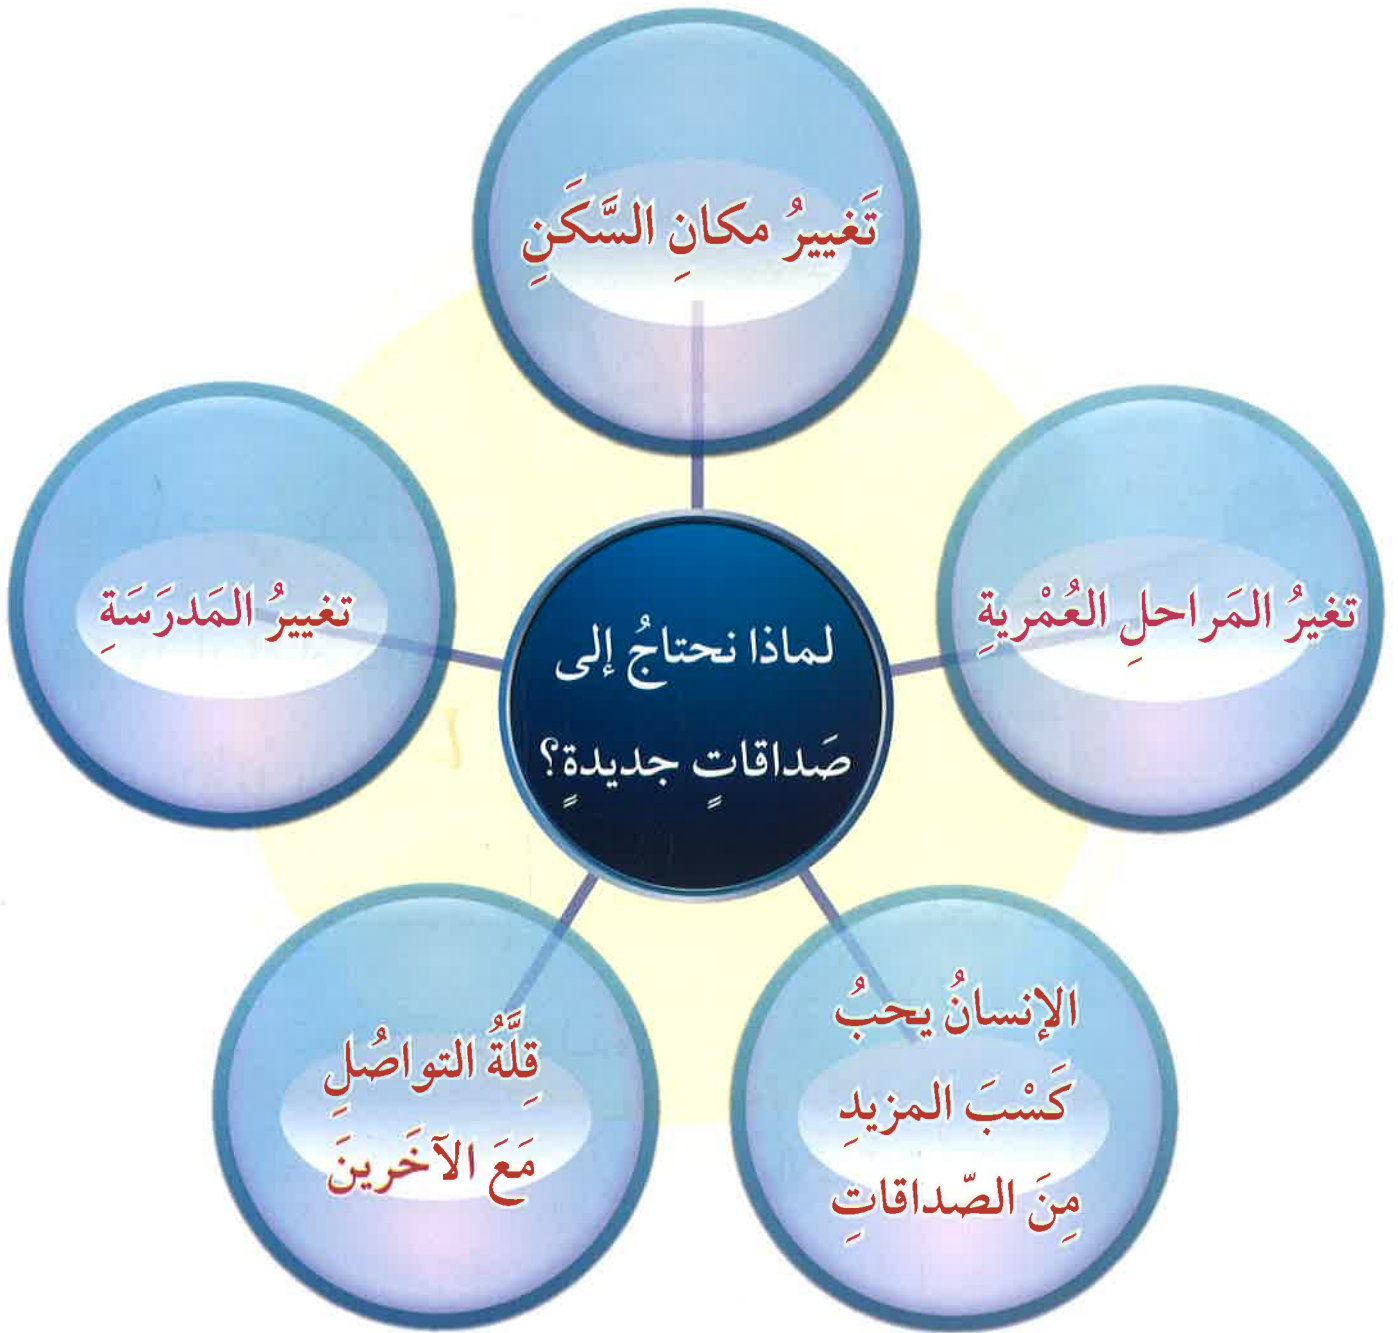 تَغييرُ مكانِ السَّكَنِ
تغيرُ المَراحلِ العُمْريةِ
تغييرُ المَدرَسَةِ
لماذا نحتاجُ إلى
صَداقاتٍ جديدةٍ؟
الإنسانُ يحبُ
كَسْبَ المزيدِ
مِنَ الصّداقاتِ
قِلَّةُ التواصُلِ
مَعَ الآخَرينَ